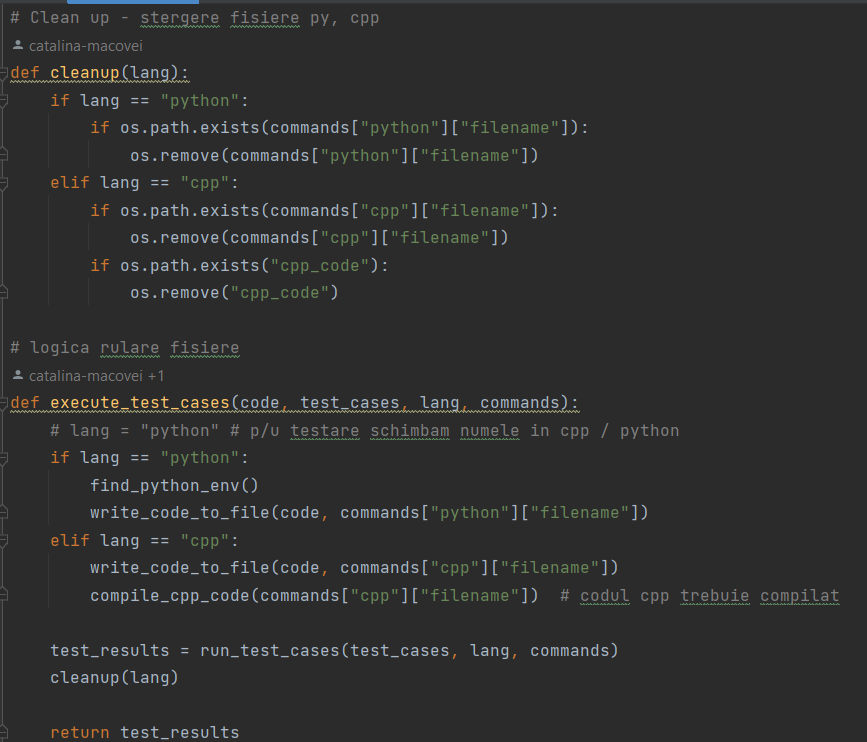 # Clean up - stergere fisiere py, cpp
catalina-macovei
def cleanup(lang):
    if lang == "python":
        if os.path.exists(commands["python"]["filename"]):
            os.remove(commands["python"]["filename"])
    elif lang == "cpp":
        if os.path.exists(commands["cpp"]["filename"]):
            os.remove(commands["cpp"]["filename"])
        if os.path.exists("cpp_code"):
            os.remove("cpp_code")
# logica rulare fisiere
catalina-macovei +1
def execute_test_cases(code, test_cases, lang, commands):
    # lang = "python" # p/u testare schimbam numele in cpp / python
    if lang == "python":
        find_python_env()
        write_code_to_file(code, commands["python"]["filename"])
    elif lang == "cpp":
        write_code_to_file(code, commands["cpp"]["filename"])
        compile_cpp_code(commands["cpp"]["filename"])  # codul cpp trebuie compilat
    test_results = run_test_cases(test_cases, lang, commands)
    cleanup(lang)
    return test_results